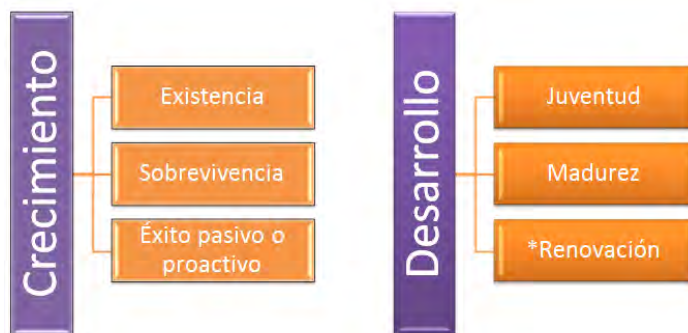 Crecimiento
Existencia
Sobrevivencia
Éxito pasivo o
proactivo
Desarrollo
Juventud
Madurez
*Renovación